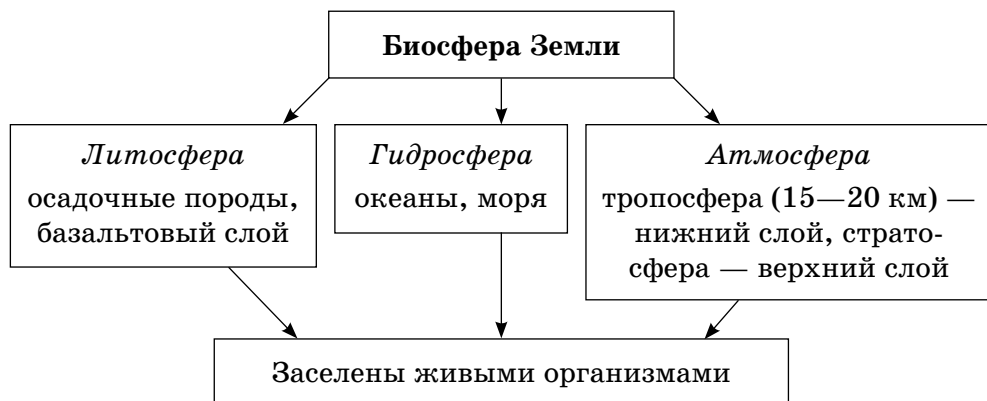 Биосфера Земли
Литосфера
осадочные породы,
базальтовый слой
Гидросфера
океаны, моря
Атмосфера
тропосфера (15—20 км) —
нижний слой, страто-
сфера — верхний слой
Заселены живыми организмами